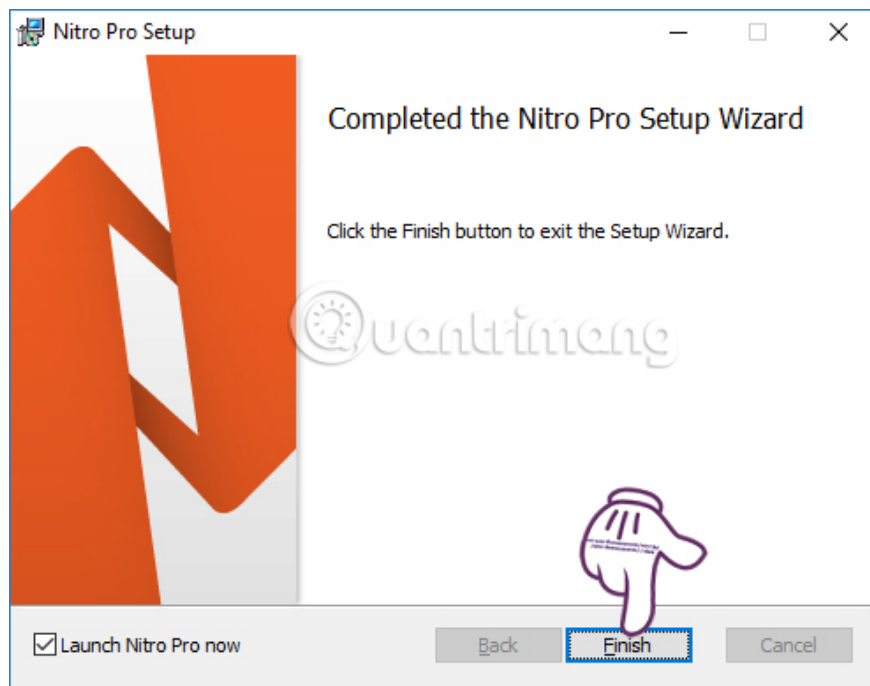 Nitro Pro Setup
Completed the Nitro Pro Setup Wizard
Click the Finish button to exit the Setup Wizard.
Quantrimang
Launch Nitro Pro now
Back
Finish
Cancel